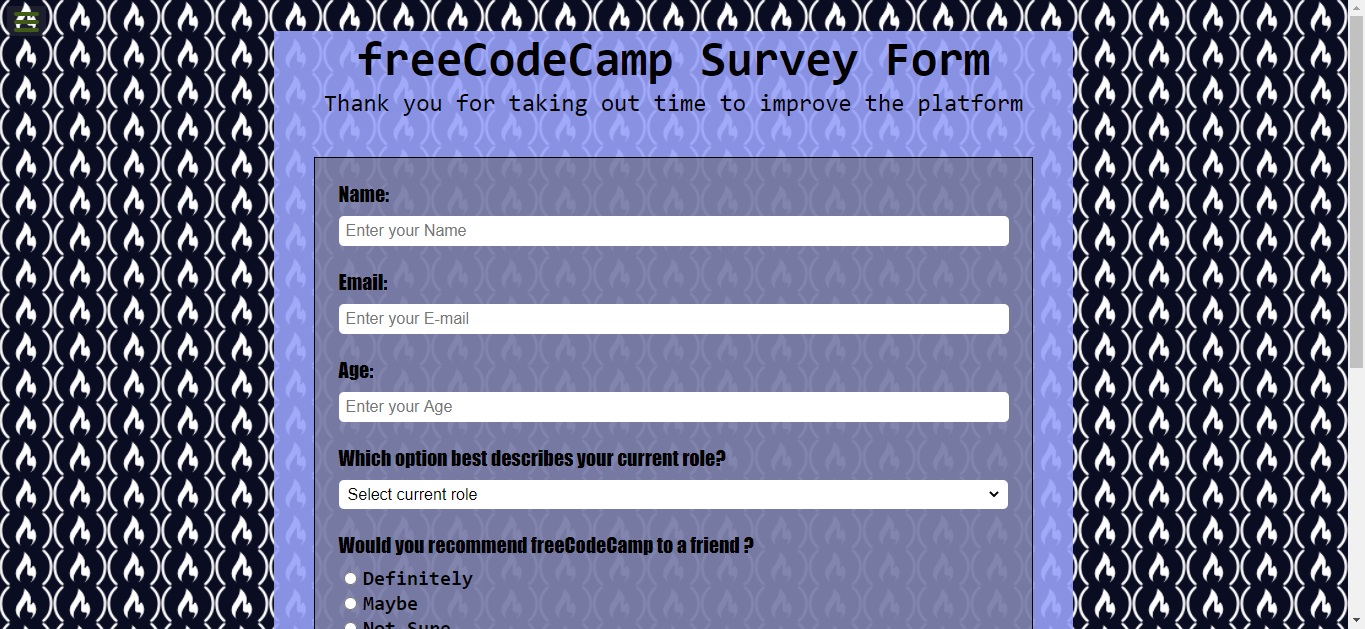 freeCodeCamp Survey Form
Thank you for taking out time to improve the platform
Name:
Enter your Name
Email:
Enter your E-mail
Age:
Enter your Age
Which option best describes your current role?
Select current role
Would you recommend freeCodeCamp to a friend ?
Definitely
Maybe
Not Sure